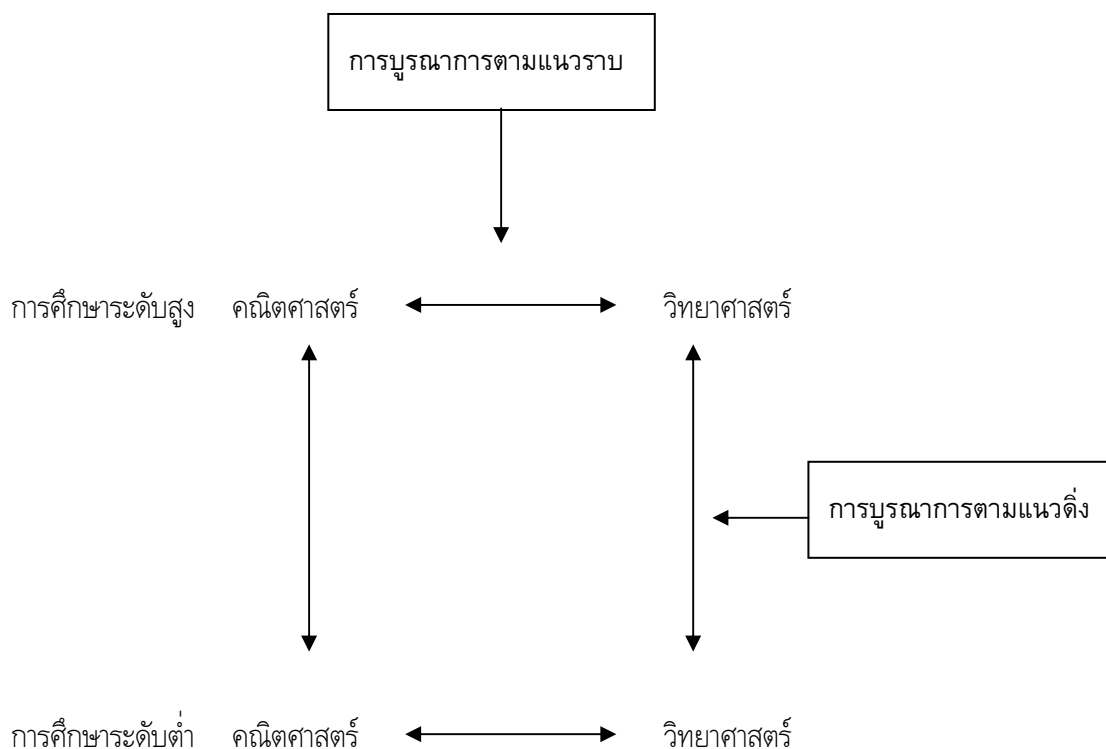 การบูรณาการตามแนวราบ
การศึกษาระดับสูง คณิตศาสตร์ วิทยาศาสตร์
การบูรณาการตามแนวดิ่ง
การศึกษาระดับต่ำ คณิตศาสตร์ วิทยาศาสตร์